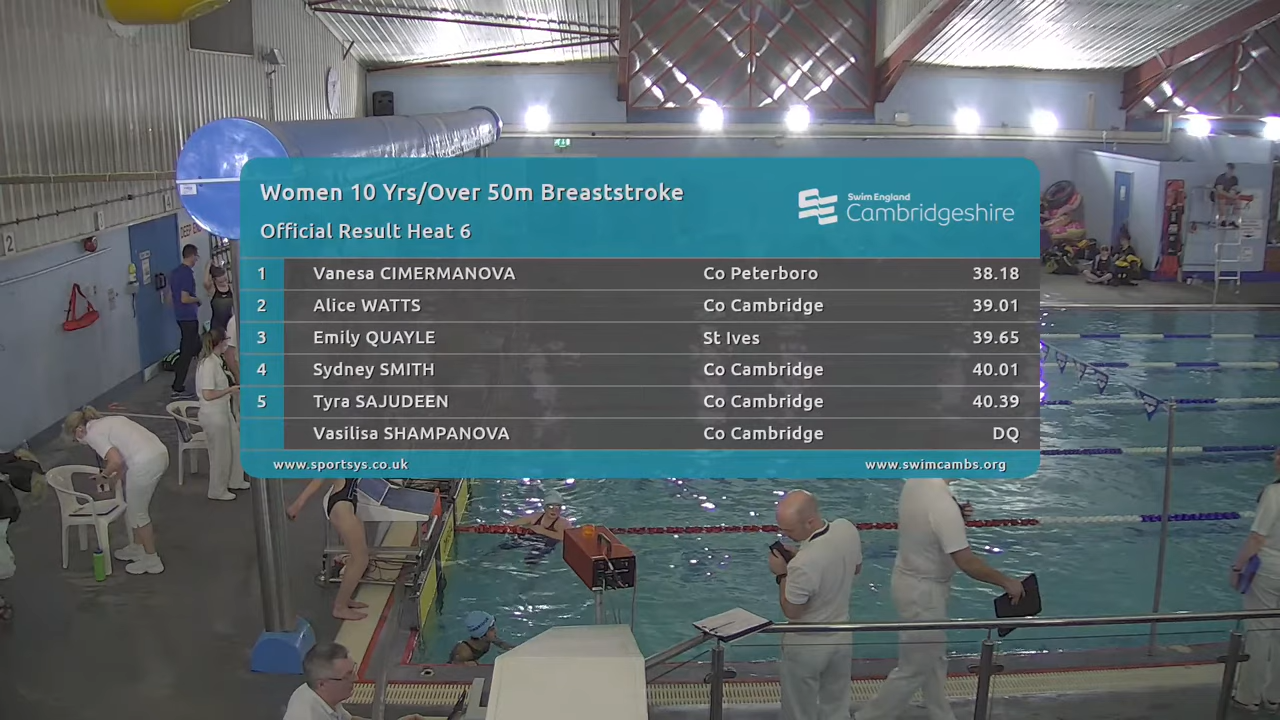 Women 10 Yrs/Over 50m Breaststroke
Official Result Heat 6
Swim England
Cambridgeshire
1 Vanesa CIMERMANOVA Co Peterboro 38.18
2 Alice WATTS Co Cambridge 39.01
3 Emily QUAYLE St Ives 39.65
4 Sydney SMITH Co Cambridge 40.01
5 Tyra SAJUDEEN Co Cambridge 40.39
Vasilisa SHAMPANOVA Co Cambridge DQ
www.sportsys.co.uk www.swimcambs.org
2
DEEP